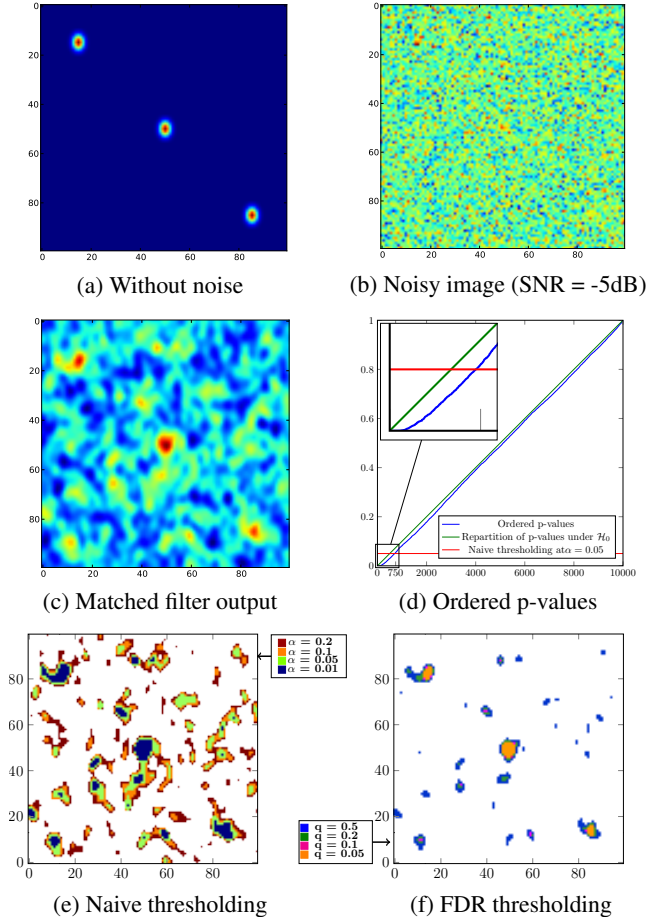 0
20
40
60
80
0 20 40 60 80
(a) Without noise
0
20
40
60
80
0 20 40 60 80
(b) Noisy image (SNR = -5dB)
0
20
40
60
80
0 20 40 60 80
(c) Matched filter output
1
0.8
0.6
0.4
0.2
0
0 750 2000 4000 6000 8000 10000
Ordered p-values
Repartition of p-values under ℋ₀
Naive thresholding atα = 0.05
(d) Ordered p-values
80
60
40
20
0
0 20 40 60 80
α = 0.2
α = 0.1
α = 0.05
α = 0.01
(e) Naive thresholding
80
60
40
20
0
0 20 40 60 80
q = 0.5
q = 0.2
q = 0.1
q = 0.05
(f) FDR thresholding